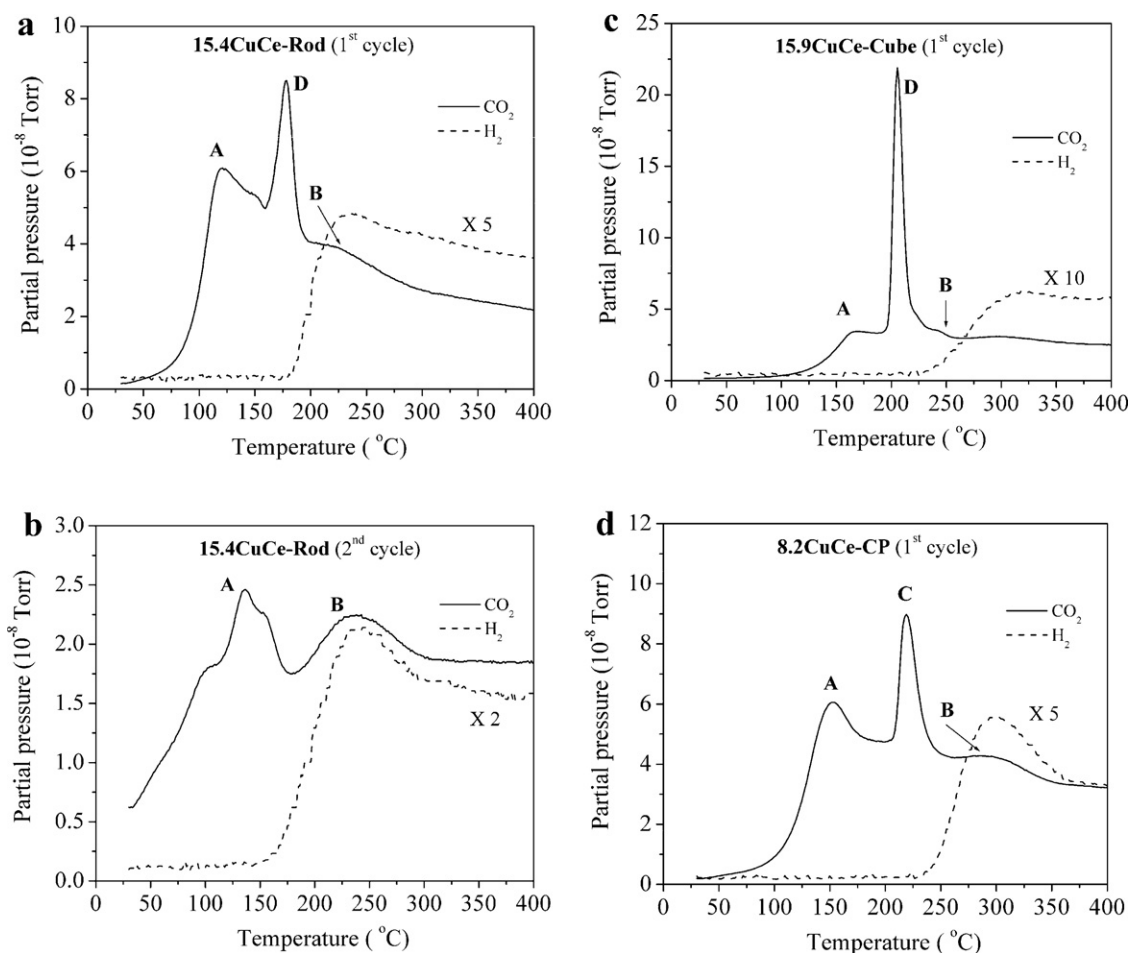 a
15.4CuCe-Rod (1st cycle)
Partial pressure (10-8 Torr)
10
8
6
4
2
0
A
D
B
CO2
H2
X 5
0 50 100 150 200 250 300 350 400
Temperature ( oC)
c
15.9CuCe-Cube (1st cycle)
Partial pressure (10-8 Torr)
25
20
15
10
5
0
A
D
B
CO2
H2
X 10
0 50 100 150 200 250 300 350 400
Temperature ( oC)
b
15.4CuCe-Rod (2nd cycle)
Partial pressure (10-8 Torr)
3.0
2.5
2.0
1.5
1.0
0.5
0.0
A
B
CO2
H2
X 2
0 50 100 150 200 250 300 350 400
Temperature ( oC)
d
8.2CuCe-CP (1st cycle)
Partial pressure (10-8 Torr)
12
10
8
6
4
2
0
A
C
B
CO2
H2
X 5
0 50 100 150 200 250 300 350 400
Temperature ( oC)